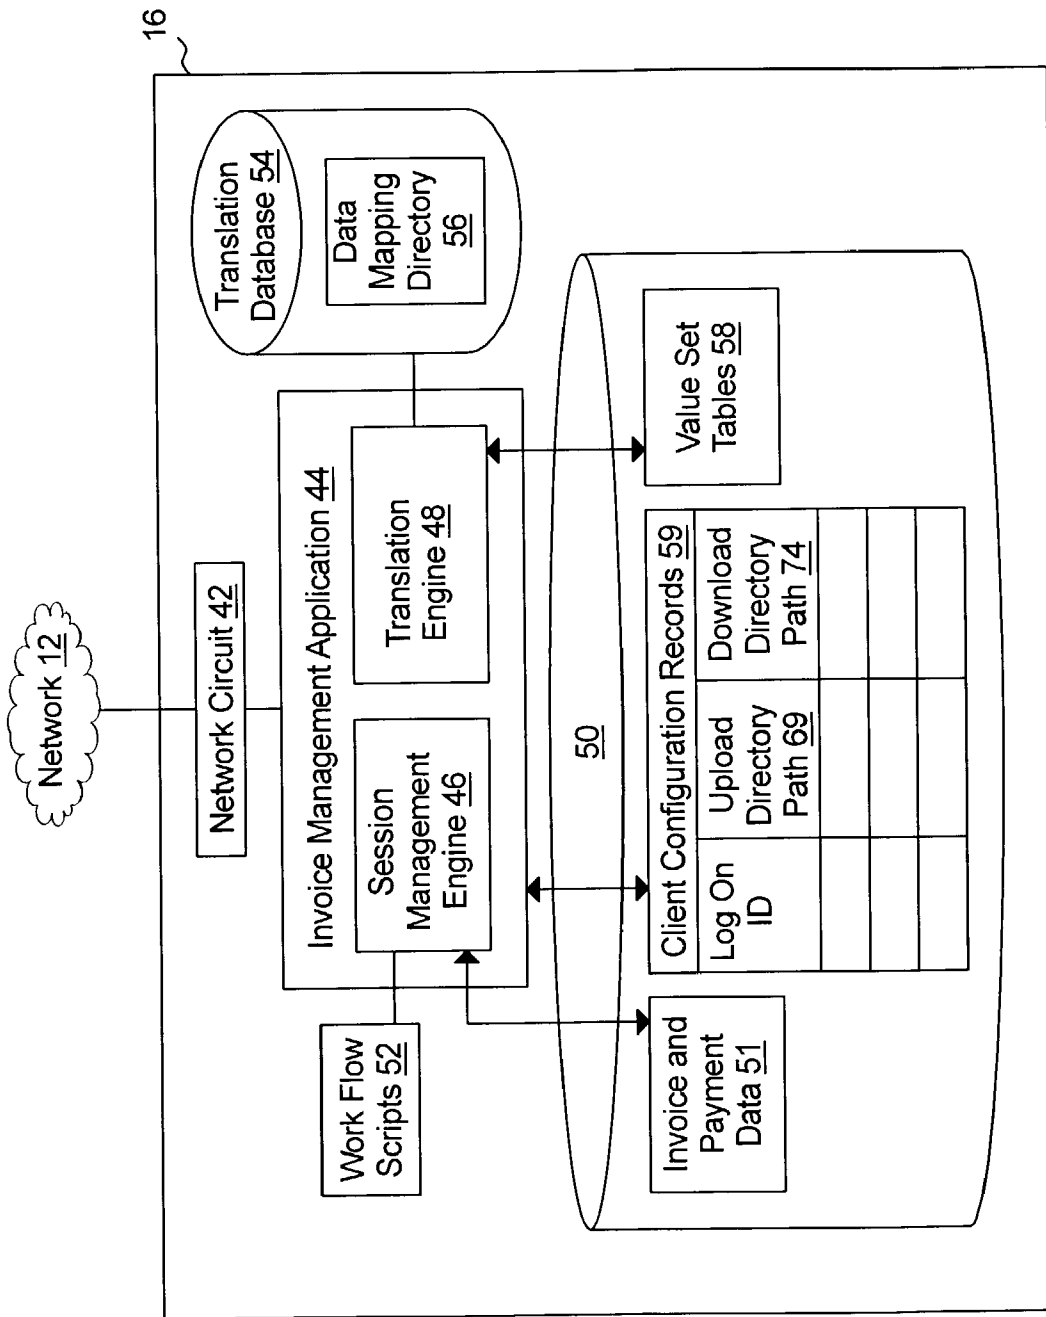 16
Network 12
Network Circuit 42
Invoice Management Application 44
Work Flow
Scripts 52
Session
Management
Engine 46
Translation
Engine 48
Translation
Database 54
Data
Mapping
Directory
56
50
Invoice and
Payment
Data 51
Client Configuration Records 59
Log On
ID
Upload
Directory
Path 69
Download
Directory
Path 74
Value Set
Tables 58